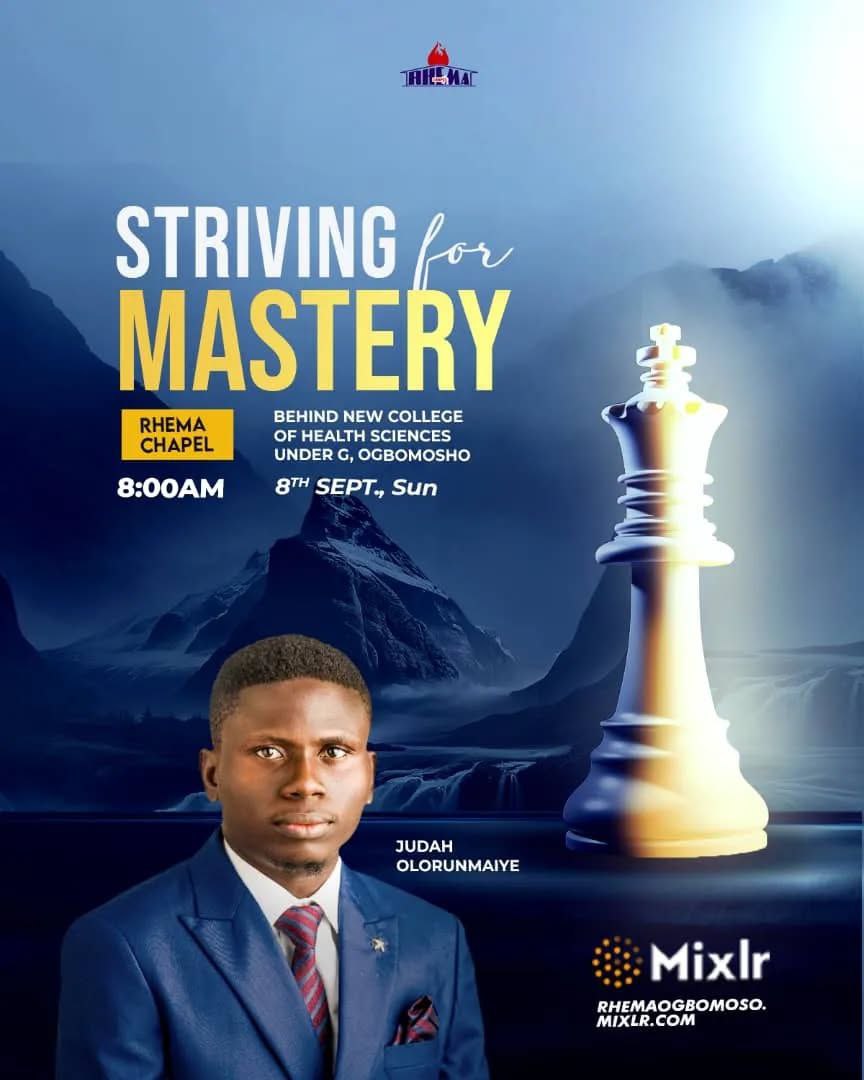 RHEMA
STRIVING for
MASTERY
RHEMA
CHAPEL
BEHIND NEW COLLEGE
OF HEALTH SCIENCES
UNDER G, OGBOMOSHO
8:00AM
8TH SEPT., Sun
JUDAH
OLORUNMAIYE
Mixlr
RHEMAOGBOMOSO.
MIXLR.COM